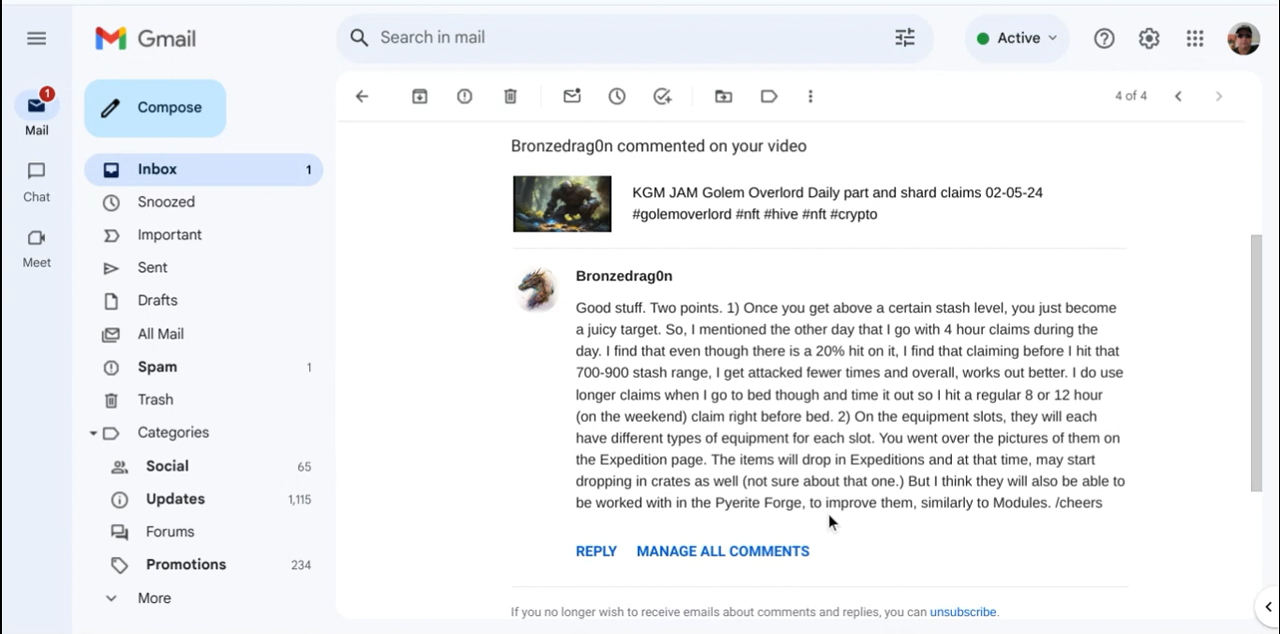 Gmail
Search in mail
Active
1
Mail
Compose
4 of 4
Inbox 1
Chat
Snoozed
Meet
Important
Sent
Drafts
All Mail
Spam 1
Trash
Categories
Social 65
Updates 1,115
Forums
Promotions 234
More
Bronzedrag0n commented on your video
KGM JAM Golem Overlord Daily part and shard claims 02-05-24
#golemoverlord #nft #hive #nft #crypto
Bronzedrag0n
Good stuff. Two points. 1) Once you get above a certain stash level, you just become
a juicy target. So, I mentioned the other day that I go with 4 hour claims during the
day. I find that even though there is a 20% hit on it, I find that claiming before I hit that
700-900 stash range, I get attacked fewer times and overall, works out better. I do use
longer claims when I go to bed though and time it out so I hit a regular 8 or 12 hour
(on the weekend) claim right before bed. 2) On the equipment slots, they will each
have different types of equipment for each slot. You went over the pictures of them on
the Expedition page. The items will drop in Expeditions and at that time, may start
dropping in crates as well (not sure about that one.) But I think they will also be able to
be worked with in the Pyerite Forge, to improve them, similarly to Modules. /cheers
REPLY MANAGE ALL COMMENTS
If you no longer wish to receive emails about comments and replies, you can unsubscribe.